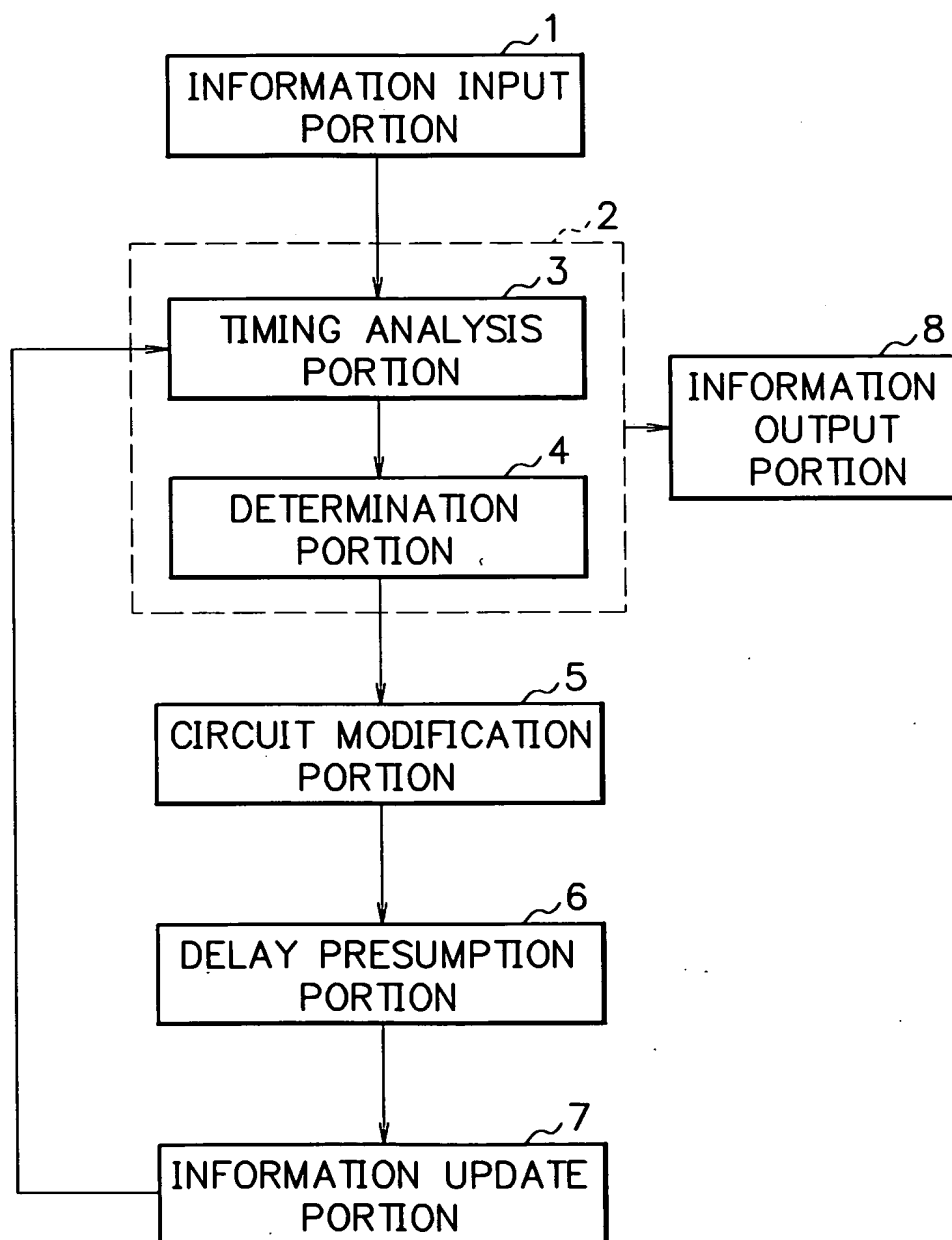 1
INFORMATION INPUT
PORTION
2
3
TIMING ANALYSIS
PORTION
8
INFORMATION
OUTPUT
PORTION
4
DETERMINATION
PORTION
5
CIRCUIT MODIFICATION
PORTION
6
DELAY PRESUMPTION
PORTION
7
INFORMATION UPDATE
PORTION